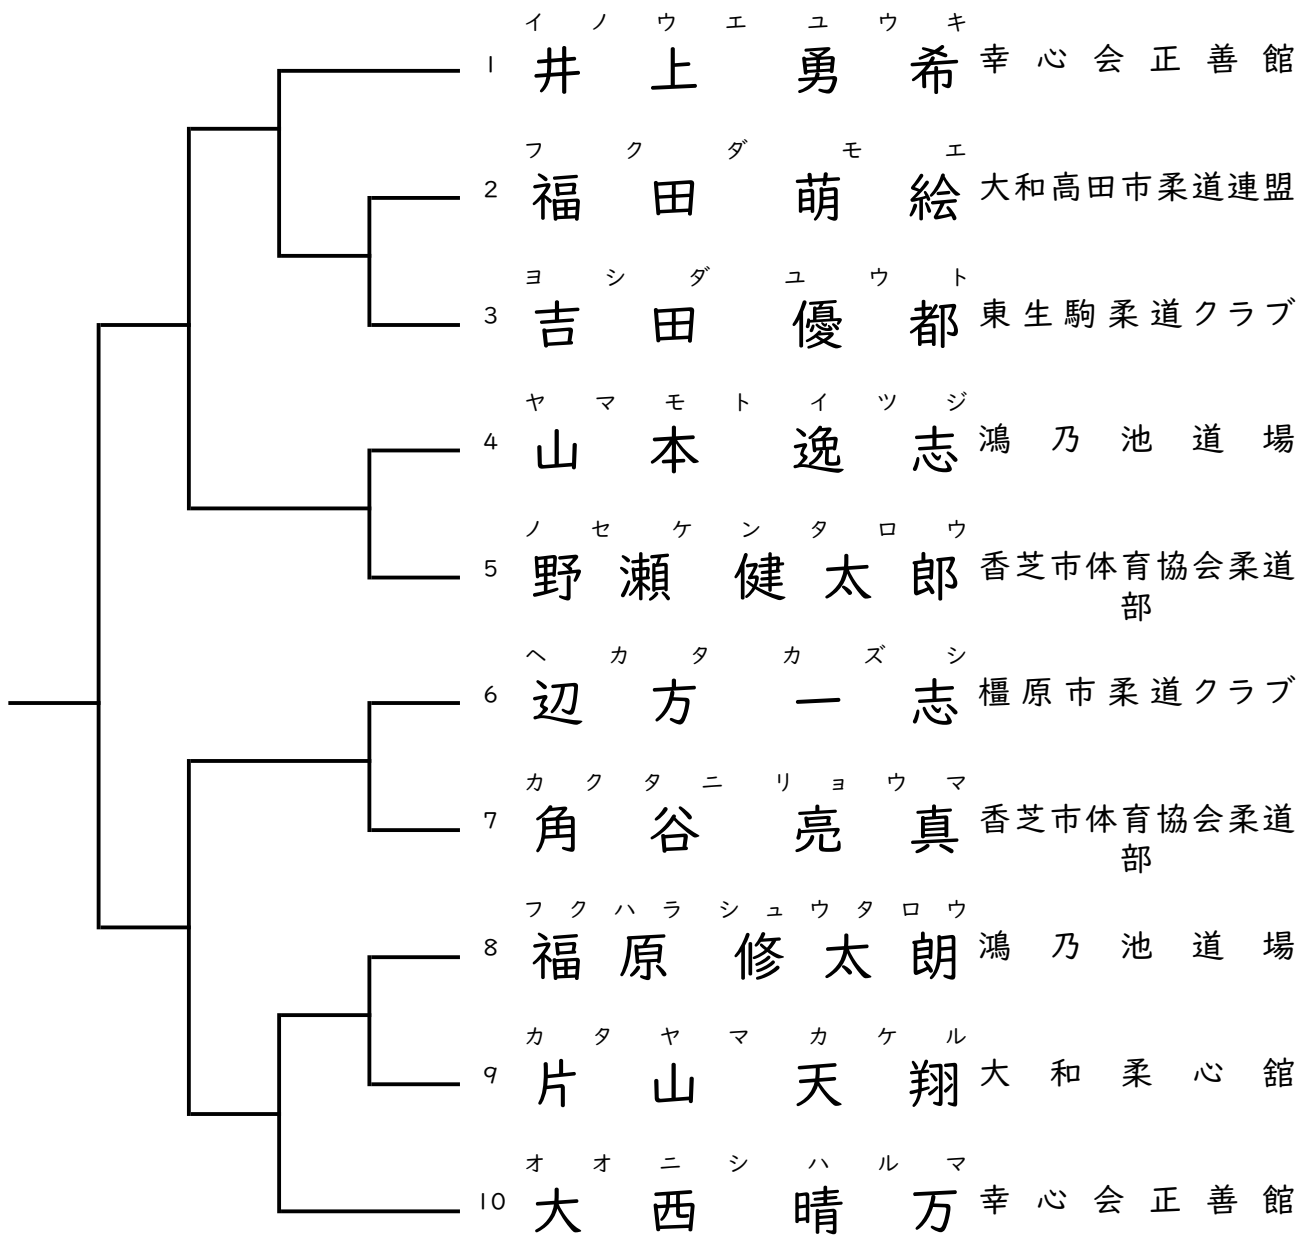 イノウエ ユウキ
1 井上 勇希 幸心会正善館
フクダ モエ
2 福田 萌絵 大和高田市柔道連盟
ヨシダ ユウト
3 吉田 優都 東生駒柔道クラブ
ヤマモト イツジ
4 山本 逸志 鴻乃池道場
ノセ ケンタロウ
5 野瀬 健太郎 香芝市体育協会柔道
部
ヘカタ カズシ
6 辺方 一志 橿原市柔道クラブ
カクタニ リョウマ
7 角谷 亮真 香芝市体育協会柔道
部
フクハラ シュウタロウ
8 福原 修太朗 鴻乃池道場
カタヤマ カケル
9 片山 天翔 大和柔心舘
オオニシ ハルマ
10 大西 晴万 幸心会正善館